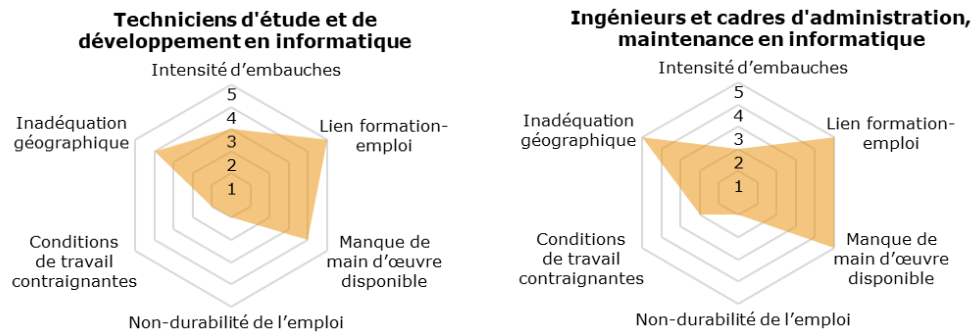 Techniciens d'étude et de
développement en informatique
Intensité d’embauches
5
4
3
2
1
Inadéquation
géographique
Lien formation-
emploi
Conditions
de travail
contraignantes
Manque de
main d’œuvre
disponible
Non-durabilité de l’emploi
Ingénieurs et cadres d'administration,
maintenance en informatique
Intensité d’embauches
5
4
3
2
1
Inadéquation
géographique
Lien formation-
emploi
Conditions
de travail
contraignantes
Manque de
main d’œuvre
disponible
Non-durabilité de l’emploi